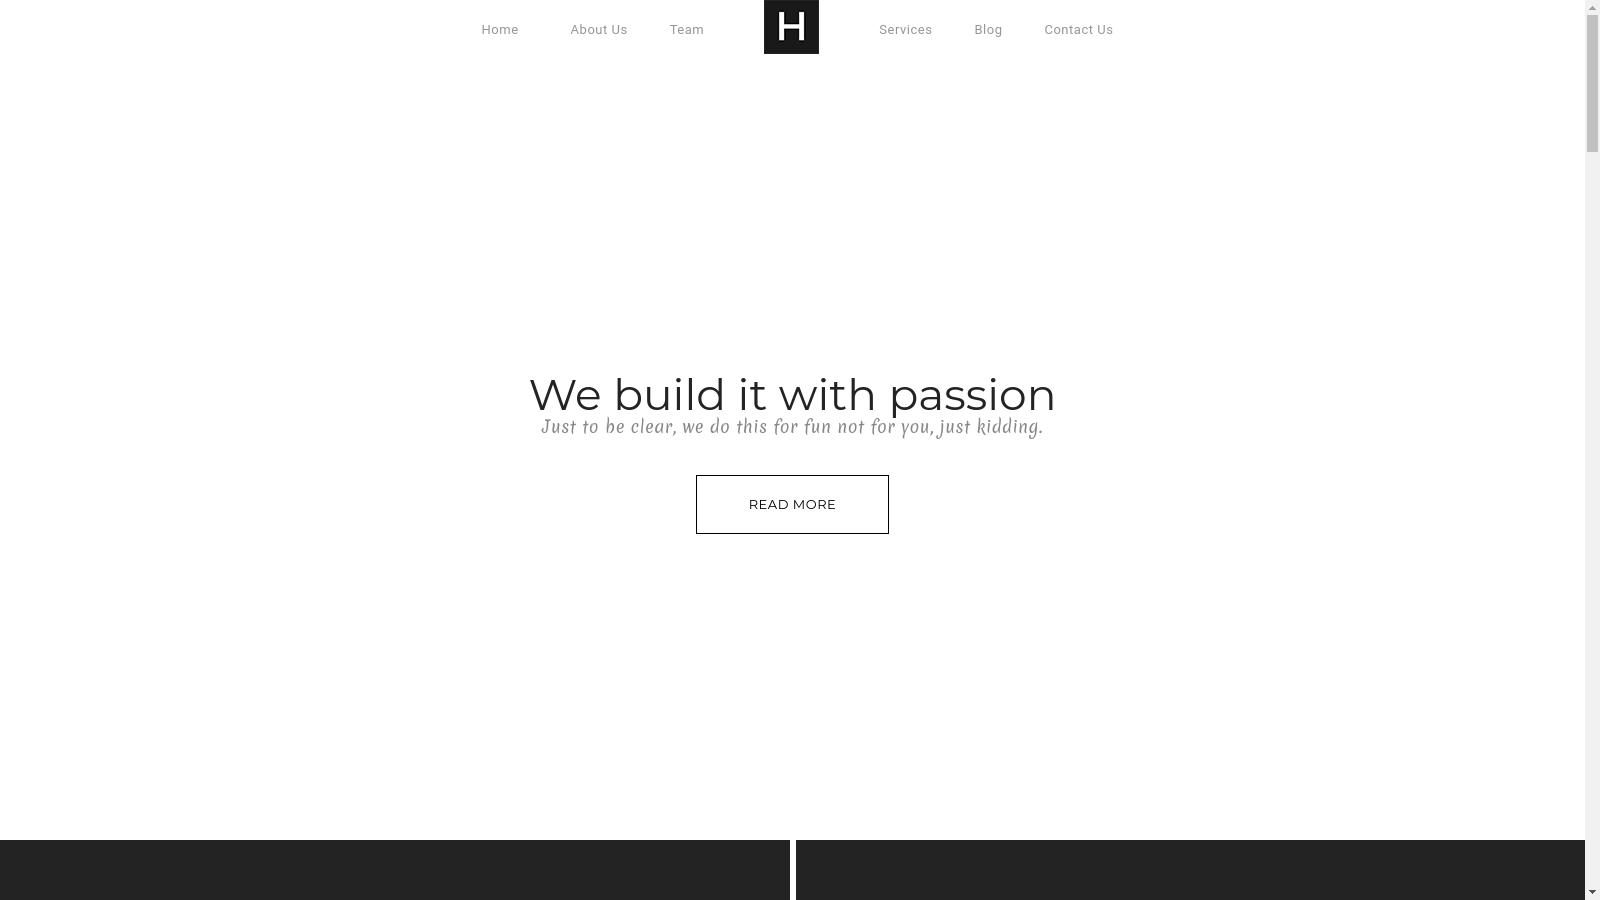 Home About Us Team H Services Blog Contact Us
We build it with passion
Just to be clear, we do this for fun not for you, just kidding.
READ MORE